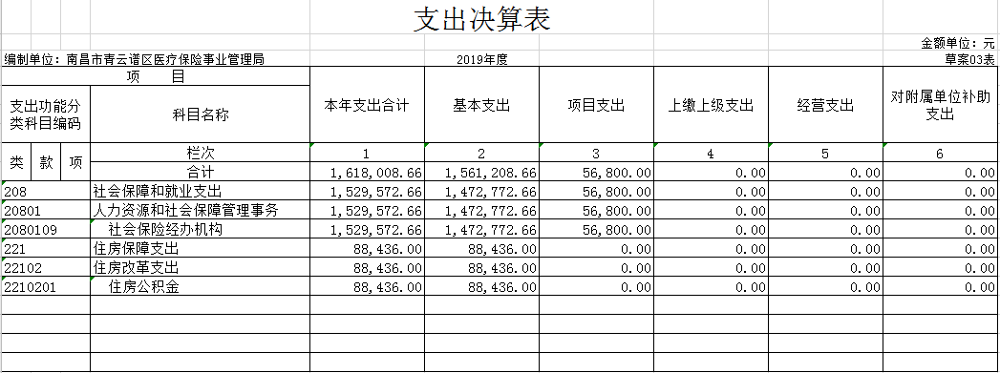 支出决算表
金额单位：元
编制单位：南昌市青云谱区医疗保险事业管理局 2019年度 草案03表
项 目 本年支出合计 基本支出 项目支出 上缴上级支出 经营支出 对附属单位补助支出
支出功能分类科目编码 科目名称
类 款 项 栏次 1 2 3 4 5 6
合计 1,618,008.66 1,561,208.66 56,800.00 0.00 0.00 0.00
208 社会保障和就业支出 1,529,572.66 1,472,772.66 56,800.00 0.00 0.00 0.00
20801 人力资源和社会保障管理事务 1,529,572.66 1,472,772.66 56,800.00 0.00 0.00 0.00
2080109 社会保险经办机构 1,529,572.66 1,472,772.66 56,800.00 0.00 0.00 0.00
221 住房保障支出 88,436.00 88,436.00 0.00 0.00 0.00 0.00
22102 住房改革支出 88,436.00 88,436.00 0.00 0.00 0.00 0.00
2210201 住房公积金 88,436.00 88,436.00 0.00 0.00 0.00 0.00